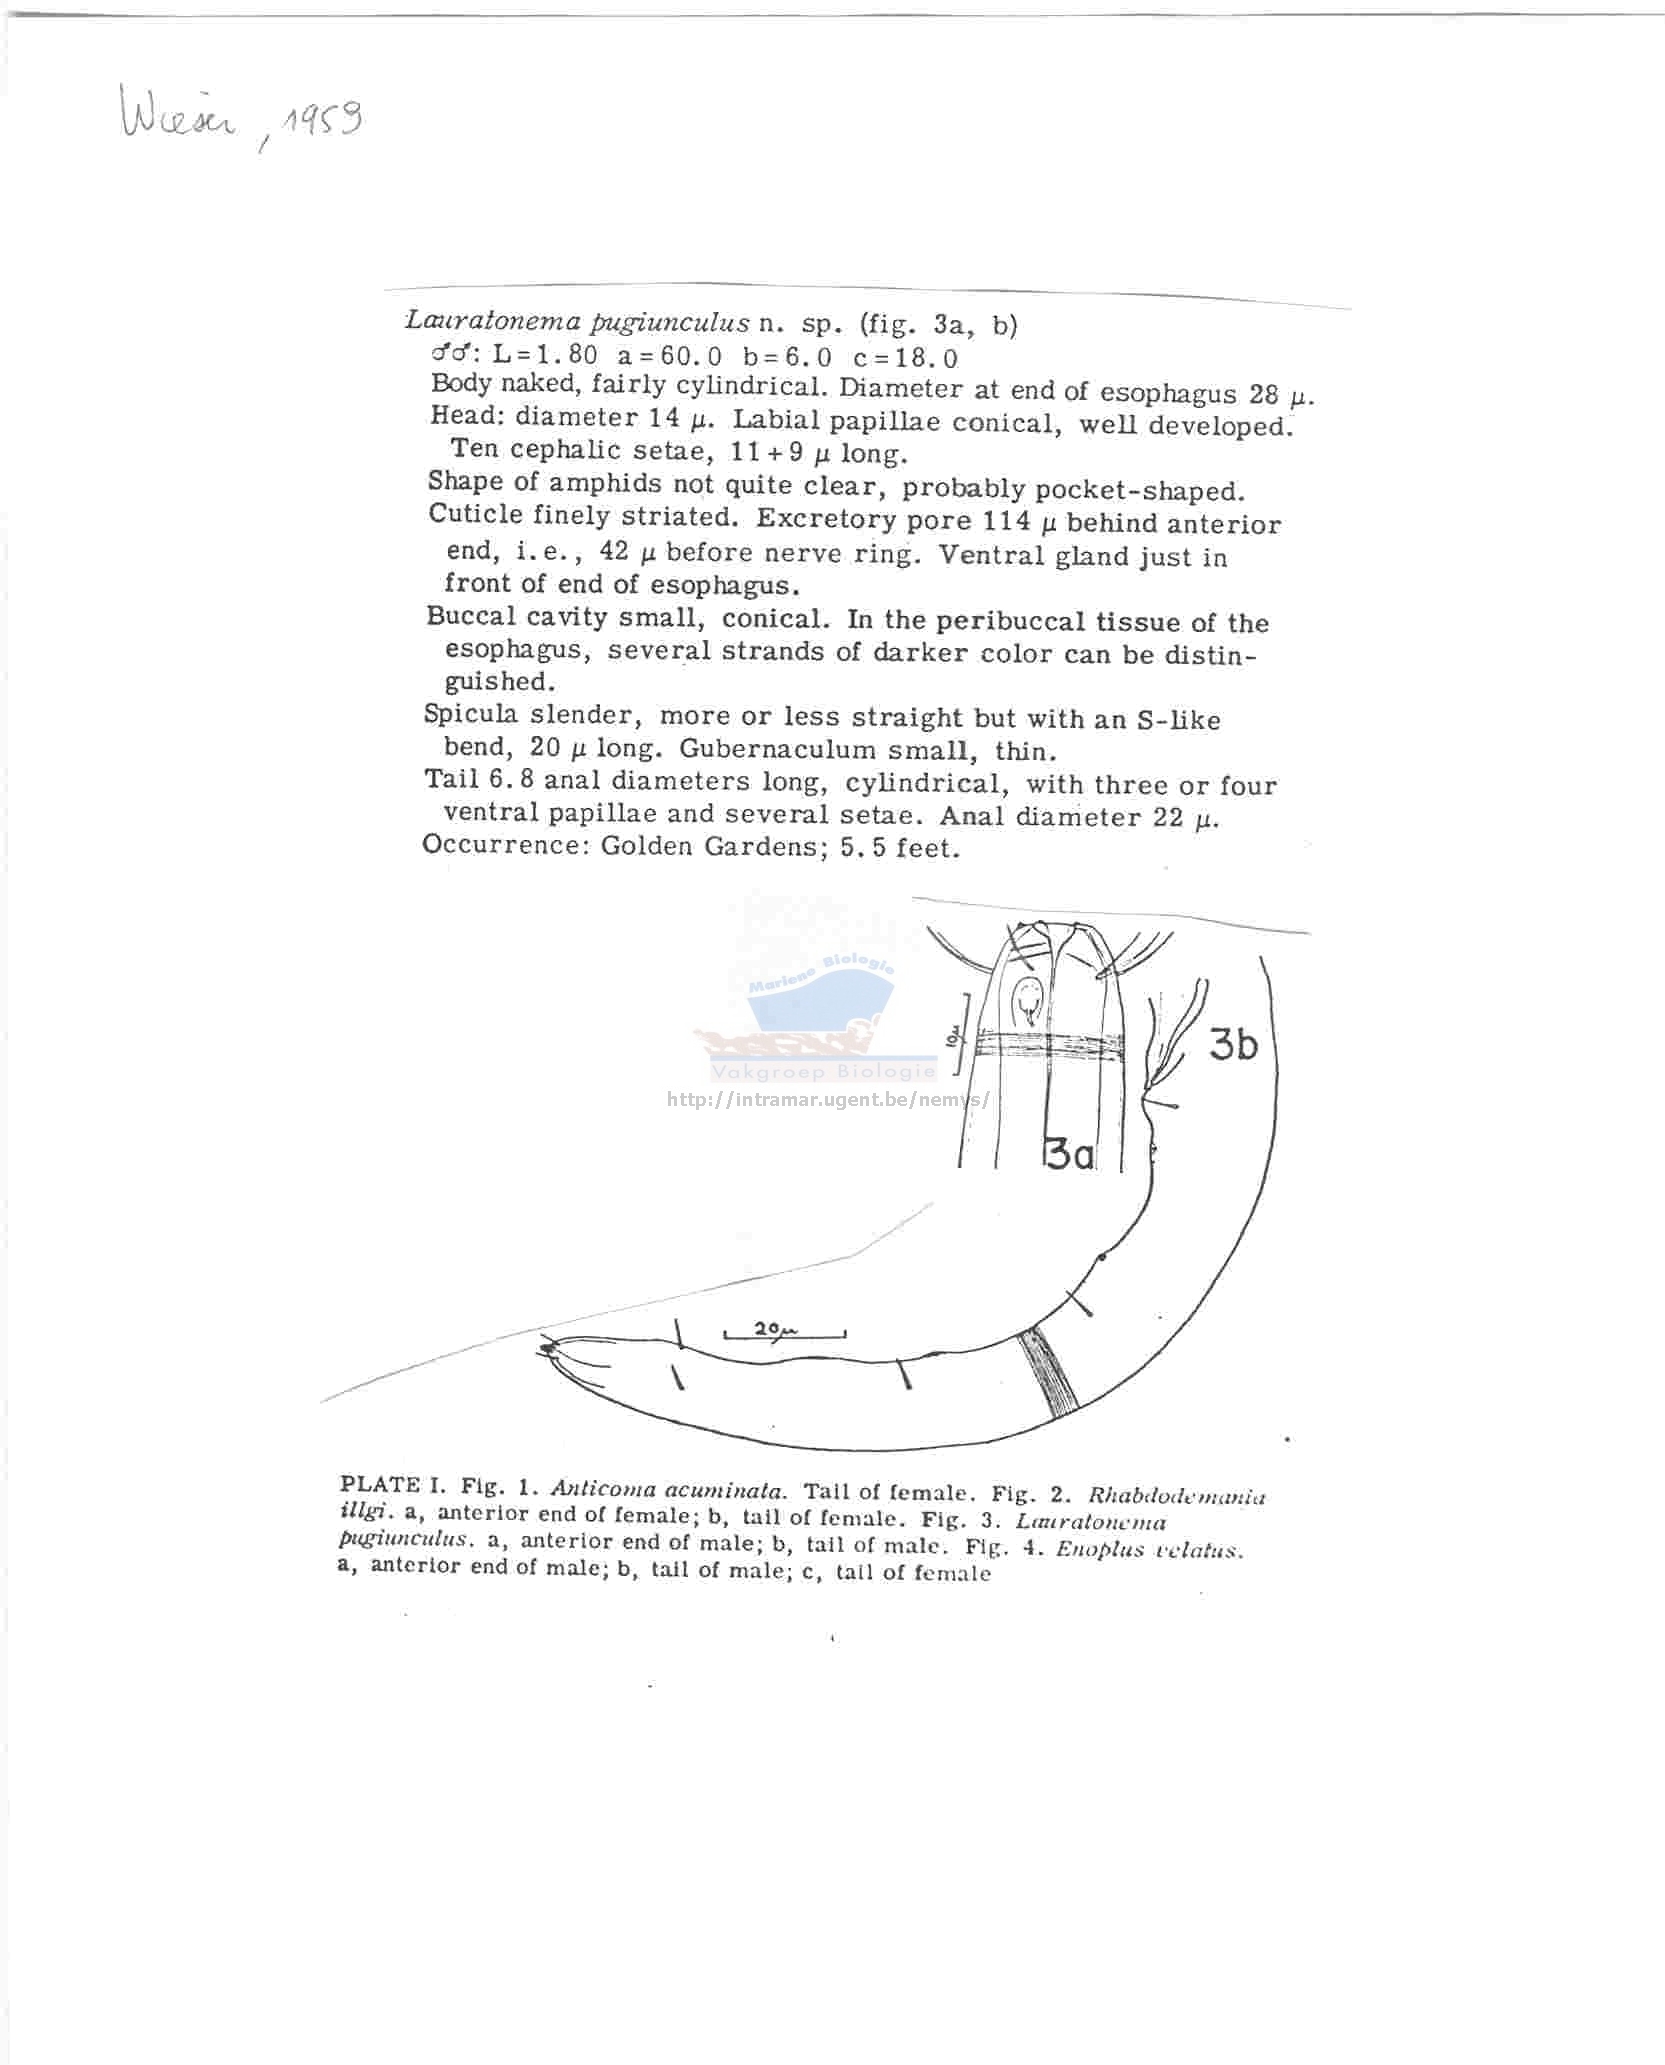 Wieser, 1959
Lauratonema pugiunculus n. sp. (fig. 3a, b)
♂♂: L=1.80 a=60.0 b=6.0 c=18.0
Body naked, fairly cylindrical. Diameter at end of esophagus 28 μ.
Head: diameter 14 μ. Labial papillae conical, well developed.
Ten cephalic setae, 11+9 μ long.
Shape of amphids not quite clear, probably pocket-shaped.
Cuticle finely striated. Excretory pore 114 μ behind anterior
end, i.e., 42 μ before nerve ring. Ventral gland just in
front of end of esophagus.
Buccal cavity small, conical. In the peribuccal tissue of the
esophagus, several strands of darker color can be distin-
guished.
Spicula slender, more or less straight but with an S-like
bend, 20 μ long. Gubernaculum small, thin.
Tail 6.8 anal diameters long, cylindrical, with three or four
ventral papillae and several setae. Anal diameter 22 μ.
Occurrence: Golden Gardens; 5.5 feet.
Mariene Biologie
Vakgroep Biologie
http://intramar.ugent.be/nemys/
10μ
3b
3a
20μ
PLATE I. Fig. 1. Anticoma acuminata. Tail of female. Fig. 2. Rhabdodemania
illgi. a, anterior end of female; b, tail of female. Fig. 3. Lauratonema
pugiunculus. a, anterior end of male; b, tail of male. Fig. 4. Enoplus velatus.
a, anterior end of male; b, tail of male; c, tail of female